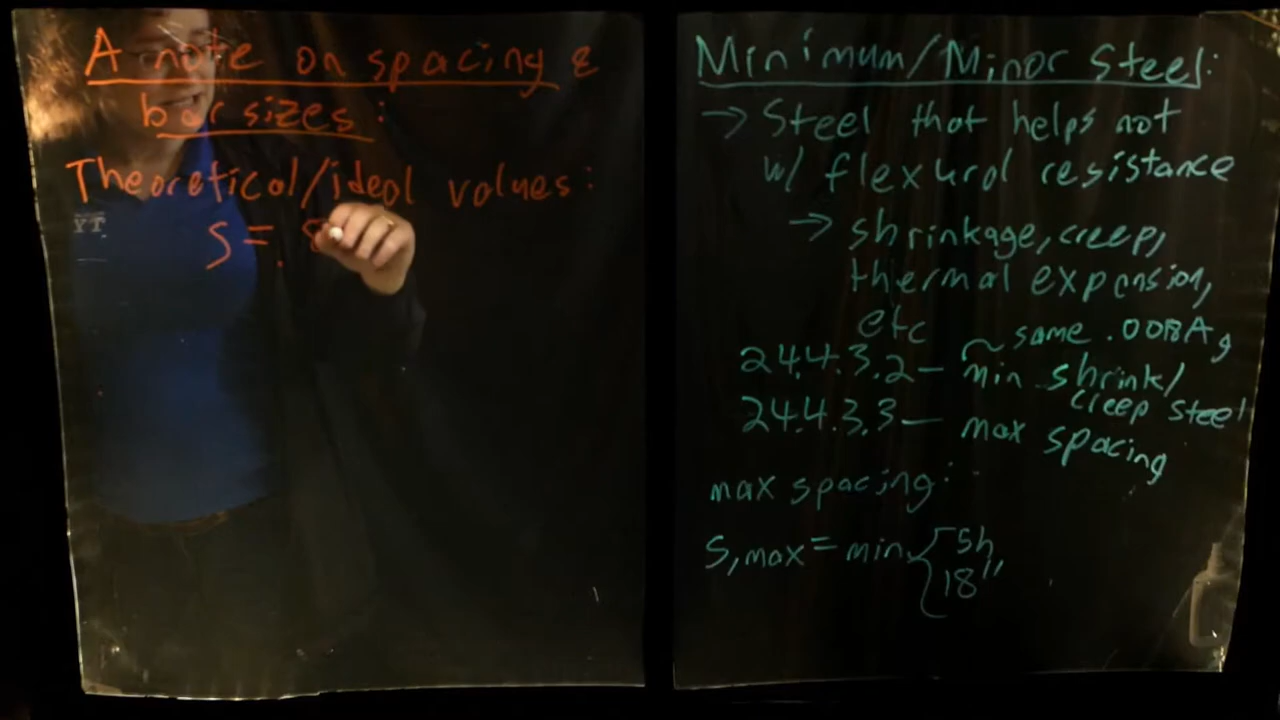 A note on spacing &
bar sizes:
Theoretical/ideal values:
S =
Minimum/Minor Steel:
→ Steel that helps not
w/ flexural resistance
→ shrinkage, creep,
thermal expansion,
etc
~ same .0018Ag
24.4.3.2 — min shrink/
creep steel
24.4.3.3 — max spacing
max spacing:
S,max = min { 5h
18"